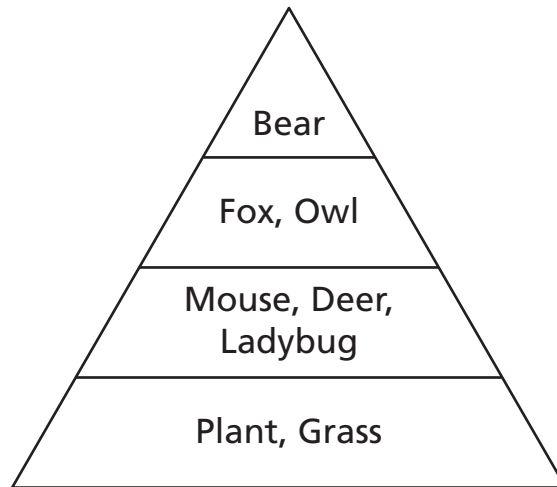 Bear
Fox, Owl
Mouse, Deer,
Ladybug
Plant, Grass